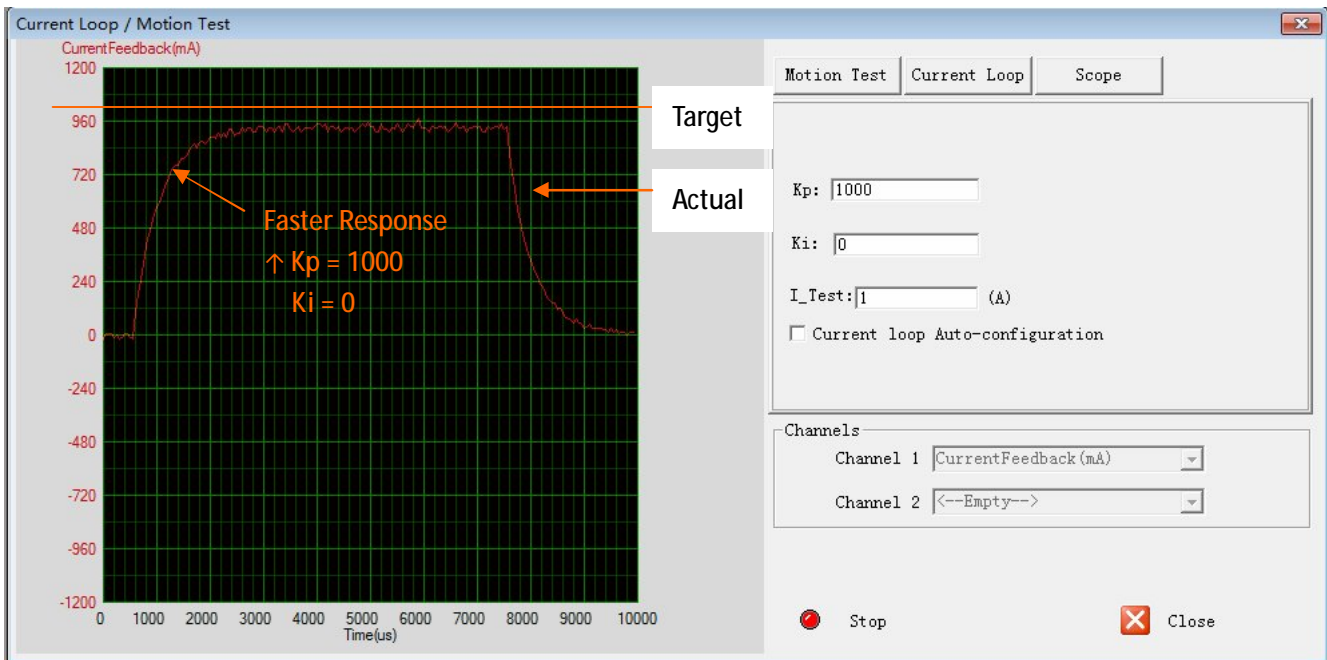 Current Loop / Motion Test
CurrentFeedback(mA)
1200
960
720
480
240
0
-240
-480
-720
-960
-1200
0 1000 2000 3000 4000 5000 6000 7000 8000 9000 10000
Time(us)
Target
Actual
Faster Response
↑ Kp = 1000
Ki = 0
Motion Test Current Loop Scope
Kp: 1000
Ki: 0
I_Test: 1 (A)
Current loop Auto-configuration
Channels
Channel 1 CurrentFeedback(mA)
Channel 2 <--Empty-->
Stop Close